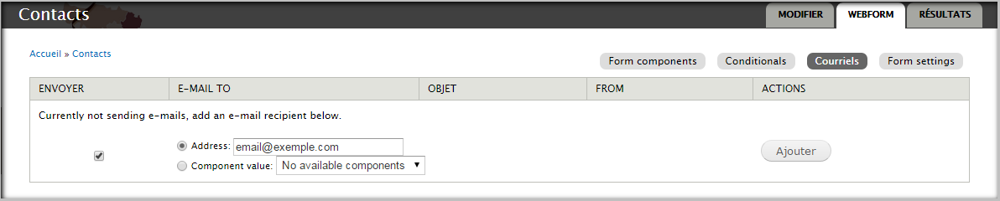 Contacts
MODIFIER WEBFORM RÉSULTATS
Accueil » Contacts
Form components Conditionals Courriels Form settings
ENVOYER E-MAIL TO OBJET FROM ACTIONS
Currently not sending e-mails, add an e-mail recipient below.
Address: email@exemple.com
Ajouter
Component value: No available components